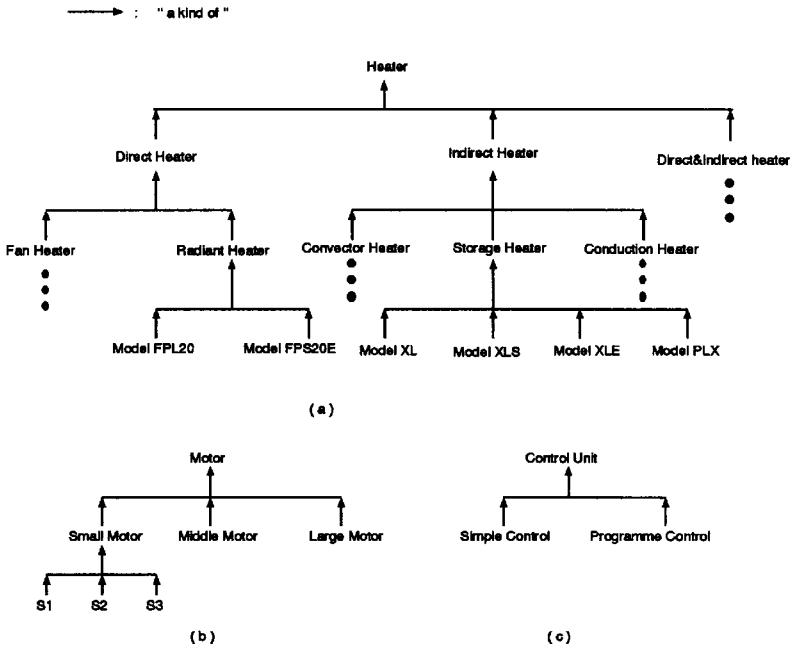 : "a kind of"
Heater
Direct Heater
Indirect Heater
Direct&Indirect heater
Fan Heater
Radiant Heater
Convector Heater
Storage Heater
Conduction Heater
Model FPL20
Model FPS20E
Model XL
Model XLS
Model XLE
Model PLX
(a)
Motor
Control Unit
Small Motor
Middle Motor
Large Motor
Simple Control
Programme Control
S1
S2
S3
(b)
(c)